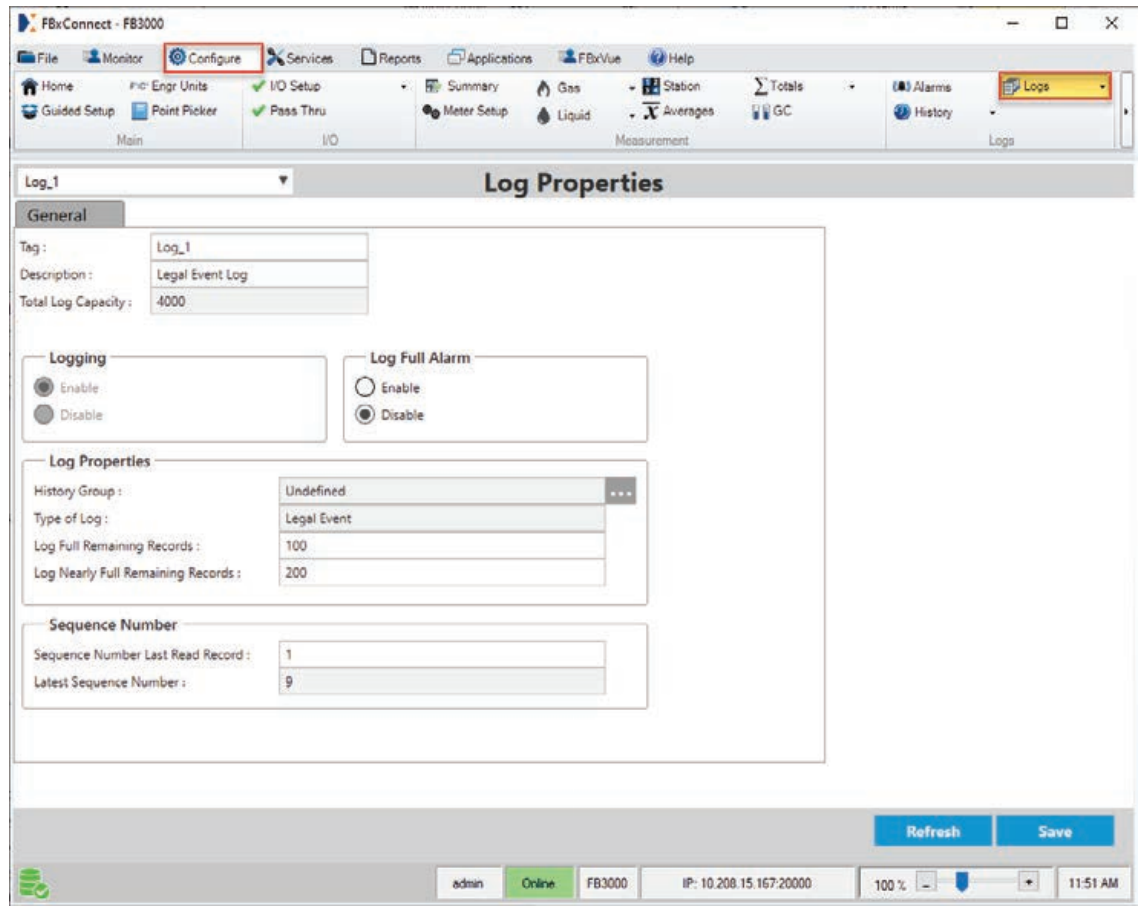 FBxConnect - FB3000
File Monitor Configure Services Reports Applications FBxVue Help
Home Engr Units I/O Setup Summary Gas Station Totals Alarms Logs
Guided Setup Point Picker Pass Thru Meter Setup Liquid Averages GC History
Main I/O Measurement Logs
Log_1 Log Properties
General
Tag : Log_1
Description : Legal Event Log
Total Log Capacity : 4000
Logging Log Full Alarm
Enable Enable
Disable Disable
Log Properties
History Group : Undefined ...
Type of Log : Legal Event
Log Full Remaining Records : 100
Log Nearly Full Remaining Records : 200
Sequence Number
Sequence Number Last Read Record : 1
Latest Sequence Number : 9
Refresh Save
admin Online FB3000 IP: 10.208.15.167:20000 100 % - + 11:51 AM